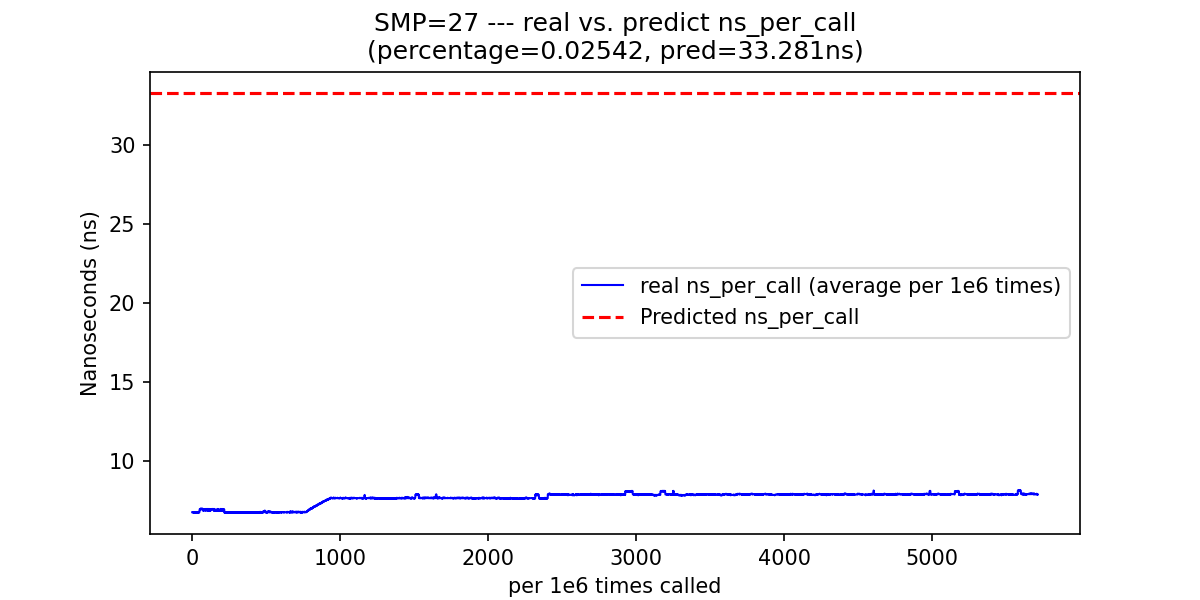 SMP=27 --- real vs. predict ns_per_call
(percentage=0.02542, pred=33.281ns)
Nanoseconds (ns)
30
25
20
15
10
real ns_per_call (average per 1e6 times)
Predicted ns_per_call
0
1000
2000
3000
4000
5000
per 1e6 times called